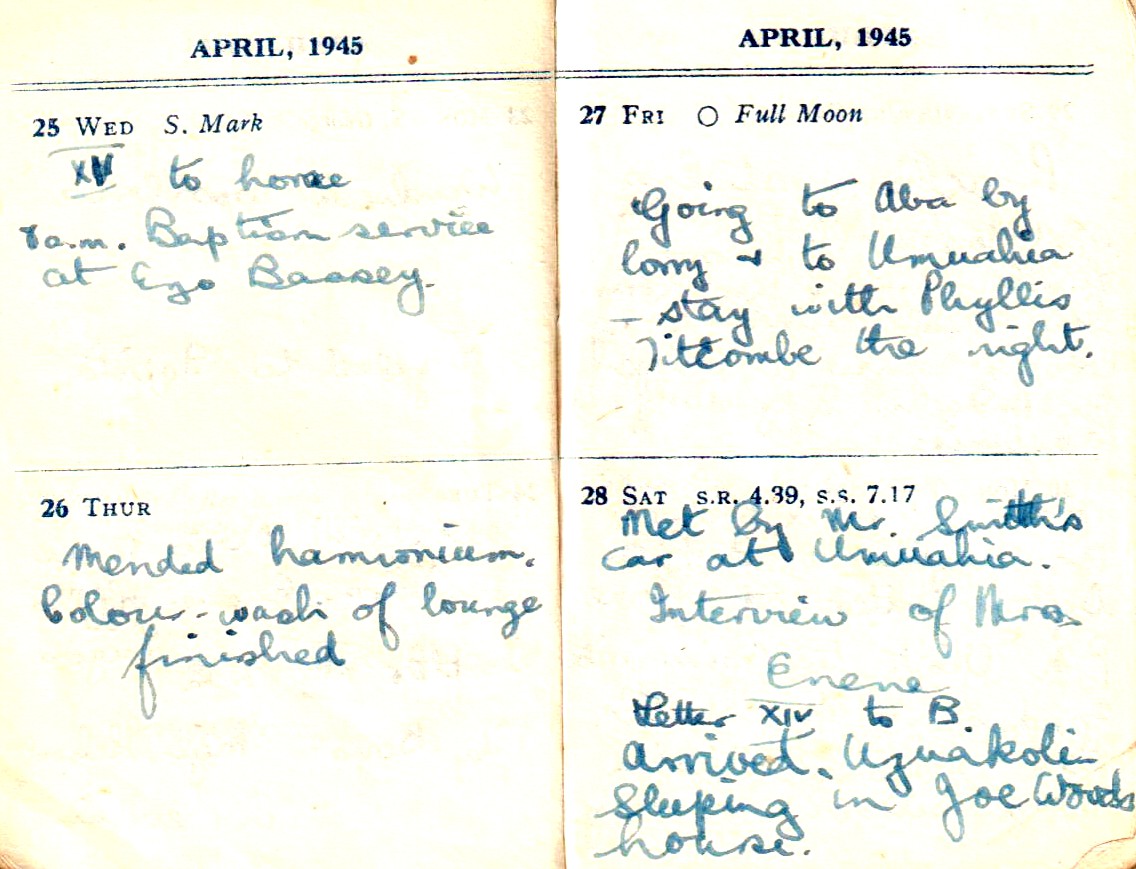 APRIL, 1945
25 WED S. Mark
XV to home
7 a.m. Baptism service
at Ego Bassey.
26 THUR
Mended harmonium.
Colour-wash of lounge
finished
APRIL, 1945
27 FRI ○ Full Moon
Going to Aba by
lorry + to Umuahia
– stay with Phyllis
Titcombe the night.
28 SAT S.R. 4.39, S.S. 7.17
Met by Mr. Smith's
car at Umuahia.
Interview of Mrs.
Enene
Letter XIV to B.
Arrived. Uzuakoli
Sleeping in Joe Woods
house.